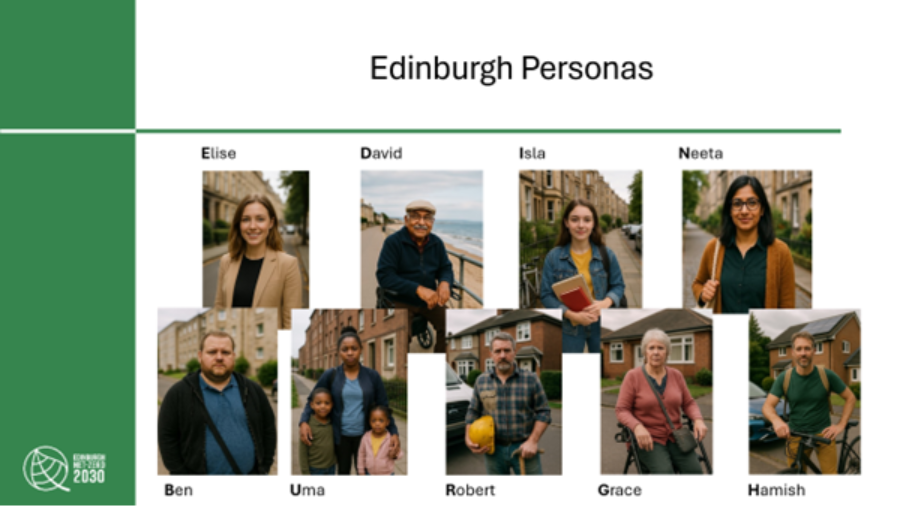 Edinburgh Personas
Elise
David
Isla
Neeta
Ben
Uma
Robert
Grace
Hamish
EDINBURGH
NET-ZERO
2030